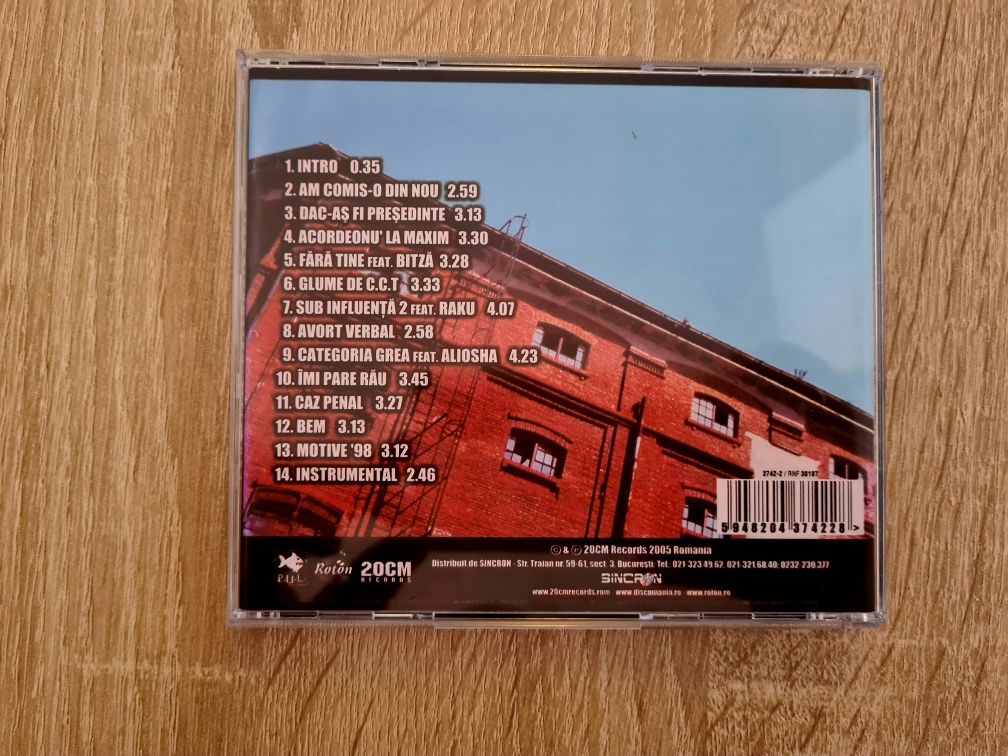 1. INTRO 0.35
2. AM COMIS-O DIN NOU 2.59
3. DAC-AŞ FI PREŞEDINTE 3.13
4. ACORDEONU' LA MAXIM 3.30
5. FĂRĂ TINE FEAT. BITZĂ 3.28
6. GLUME DE C.C.T 3.33
7. SUB INFLUENŢĂ 2 FEAT. RAKU 4.07
8. AVORT VERBAL 2.58
9. CATEGORIA GREA FEAT. ALIOSHA 4.23
10. ÎMI PARE RĂU 3.45
11. CAZ PENAL 3.27
12. BEM 3.13
13. MOTIVE '98 3.12
14. INSTRUMENTAL 2.46
3742-2 / RNF 38197
5 948204 374228 >
© & ℗ 20CM Records 2005 Romania
Distribuit de SINCRON - Str. Traian nr. 59-61, sect. 3, Bucuresti; Tel.. 021 323 49 62; 021-321.68.40; 0232-230.377
Roton 20CM RECORDS
SINCRON
www.20cmrecords.rom - www.discomania.ro - www.roton.ro